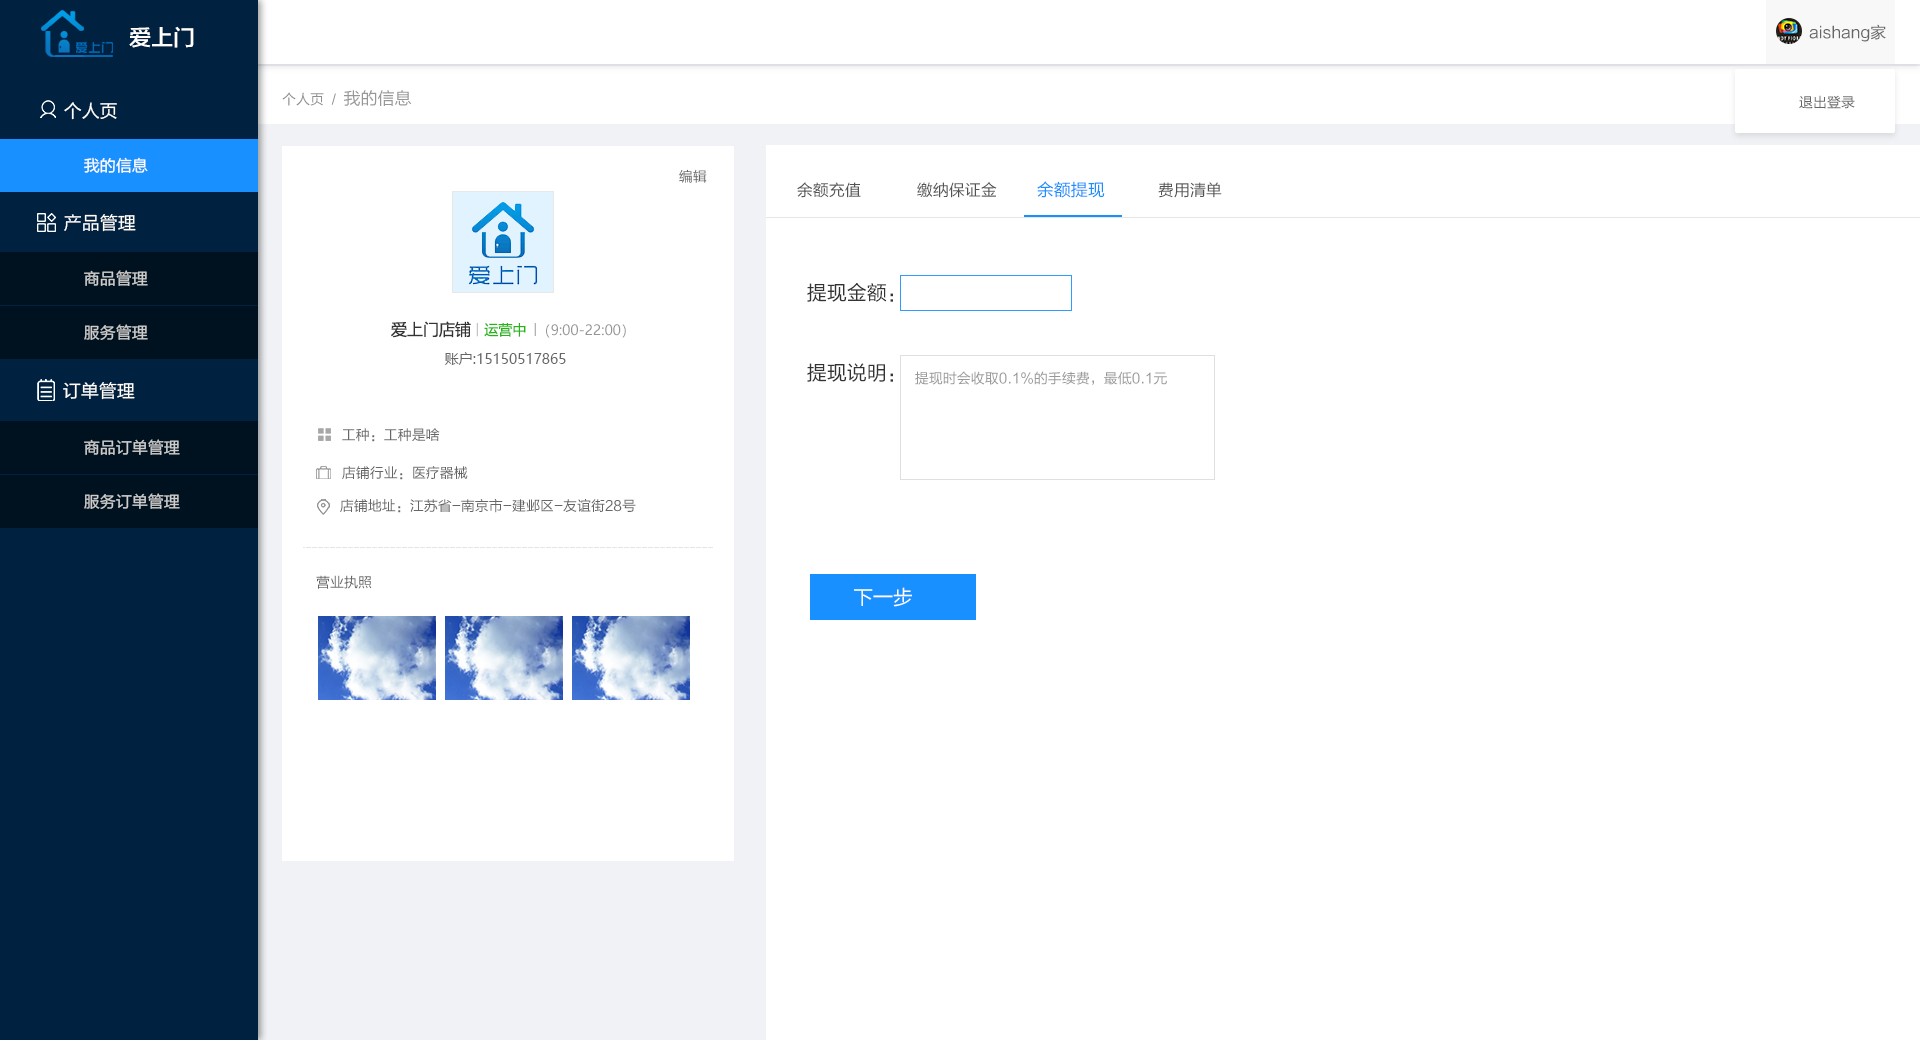 爱上门
爱上门
aishang家
退出登录
个人页
我的信息
产品管理
商品管理
服务管理
订单管理
商品订单管理
服务订单管理
个人页 / 我的信息
编辑
爱上门
爱上门店铺 | 运营中 | (9:00-22:00)
账户:15150517865
工种：工种是啥
店铺行业：医疗器械
店铺地址：江苏省-南京市-建邺区-友谊街28号
营业执照
余额充值 缴纳保证金 余额提现 费用清单
提现金额：
提现说明：
提现时会收取0.1%的手续费，最低0.1元
下一步